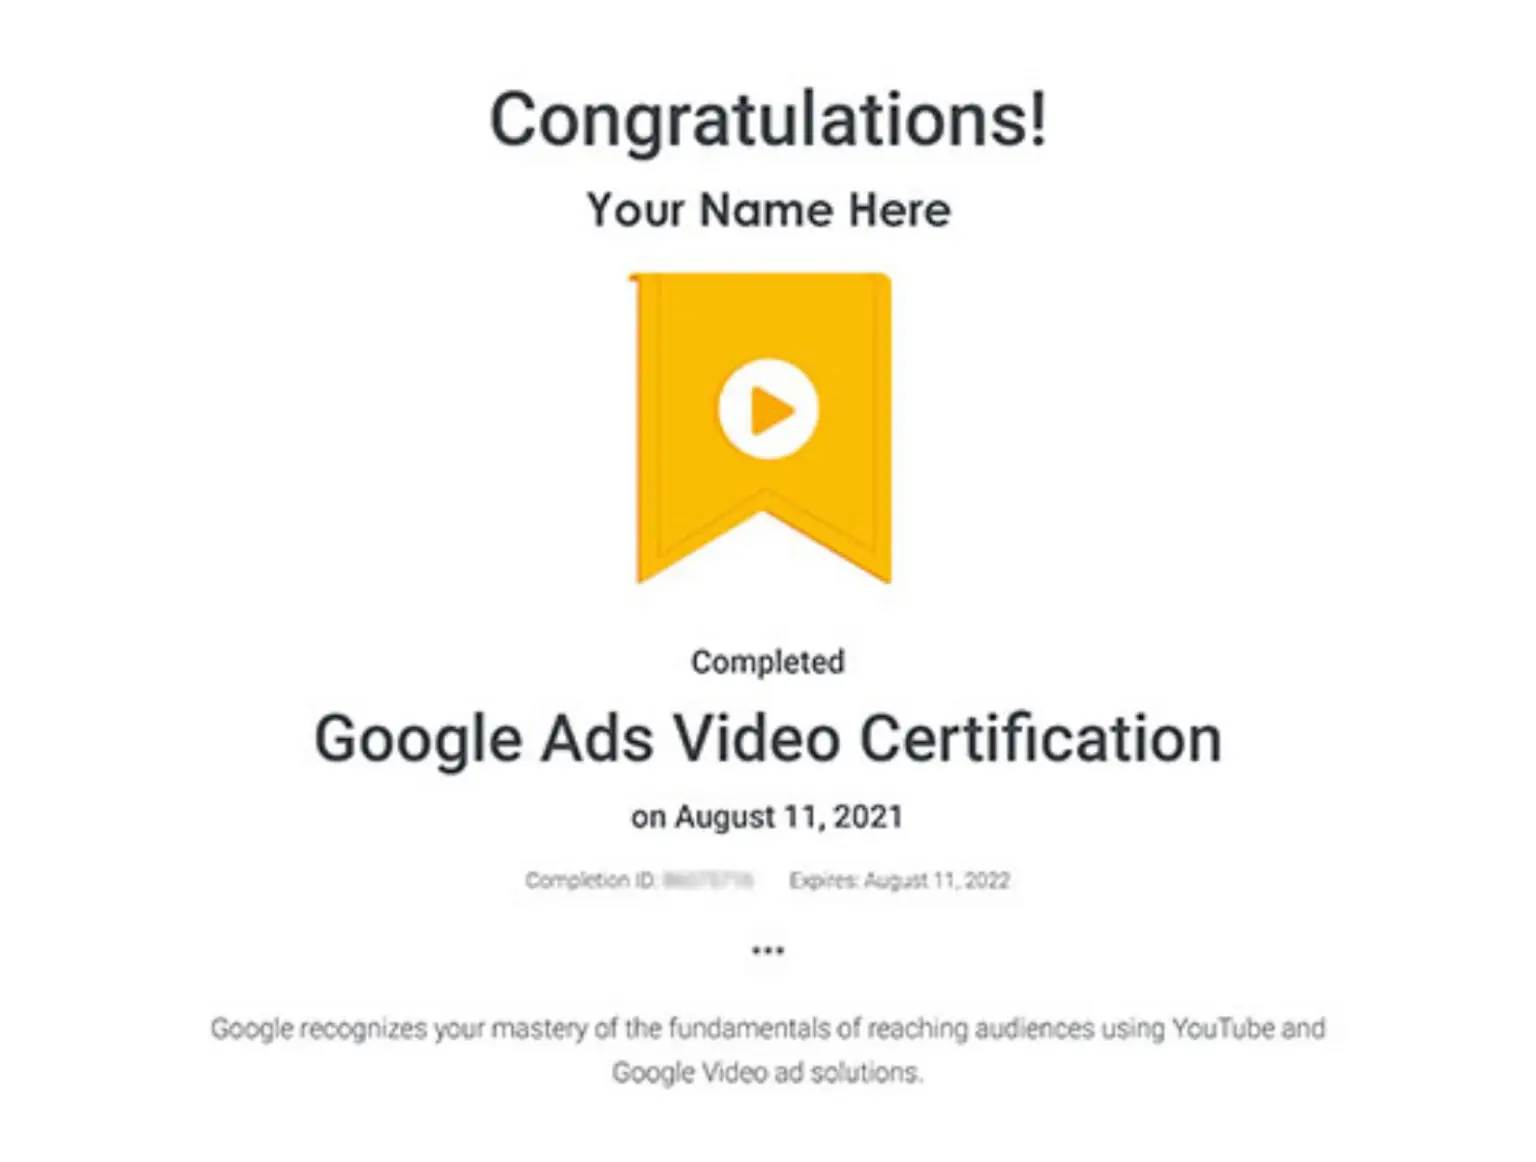 Congratulations!
Your Name Here
Completed
Google Ads Video Certification
on August 11, 2021
Completion ID: Expires: August 11, 2022
•••
Google recognizes your mastery of the fundamentals of reaching audiences using YouTube and
Google Video ad solutions.